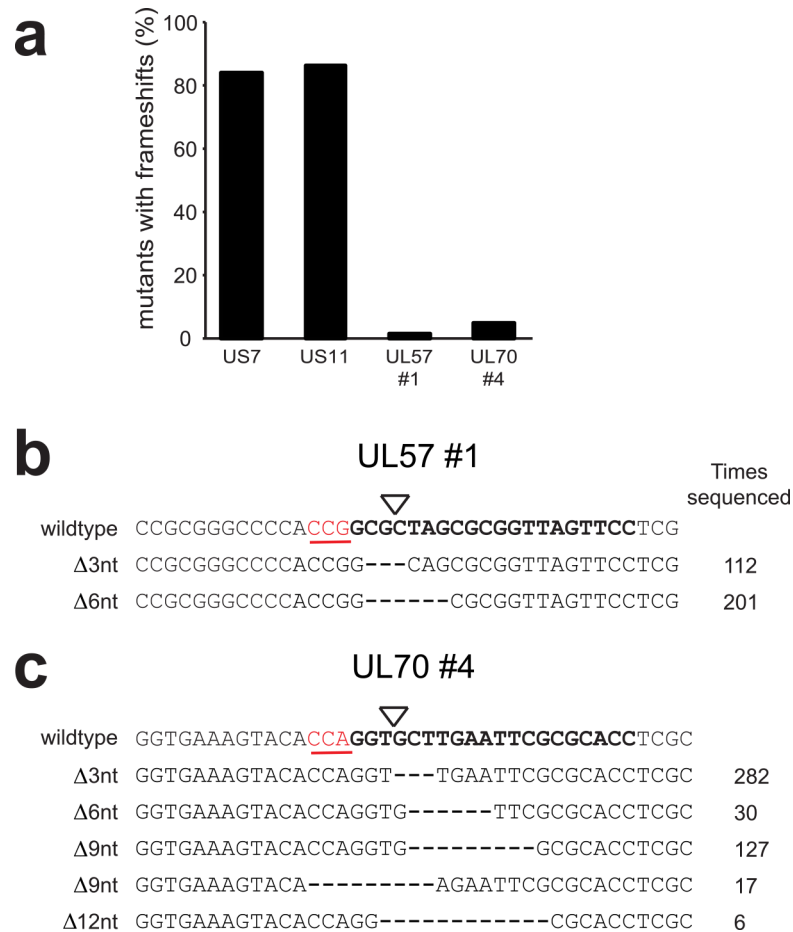 a
mutants with frameshifts (%)
100
80
60
40
20
0
US7 US11 UL57 #1 UL70 #4
b
UL57 #1
Times sequenced
wildtype CCGCGGGCCCCACCGGCGCTAGCGCGGTTAGTTCCTCG
Δ3nt CCGCGGGCCCCACCGG---CAGCGCGGTTAGTTCCTCG 112
Δ6nt CCGCGGGCCCCACCGG------CGCGGTTAGTTCCTCG 201
c
UL70 #4
wildtype GGTGAAAGTACACCAGGTGCTTGAATTCGCGCACCTCGC
Δ3nt GGTGAAAGTACACCAGGT---TGAATTCGCGCACCTCGC 282
Δ6nt GGTGAAAGTACACCAGGTG------TTCGCGCACCTCGC 30
Δ9nt GGTGAAAGTACACCAGGTG---------GCGCACCTCGC 127
Δ9nt GGTGAAAGTACA---------AGAATTCGCGCACCTCGC 17
Δ12nt GGTGAAAGTACACCAGG------------CGCACCTCGC 6